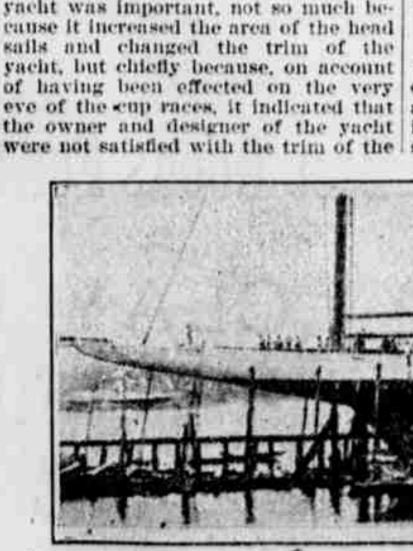 yacht was important, not so much be-
cause it increased the area of the head
sails and changed the trim of the
yacht, but chiefly because, on account
of having been effected on the very
eve of the cup races, it indicated that
the owner and designer of the yacht
were not satisfied with the trim of the